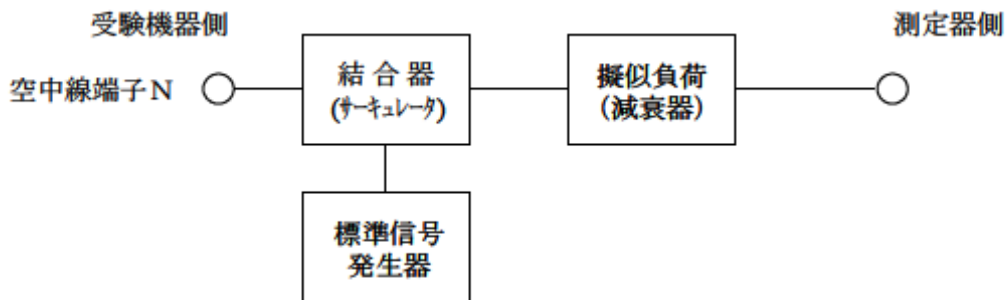 受験機器側
測定器側
空中線端子N
結合器
(ｻｰｷｭﾚｰﾀ)
擬似負荷
(減衰器)
標準信号
発生器